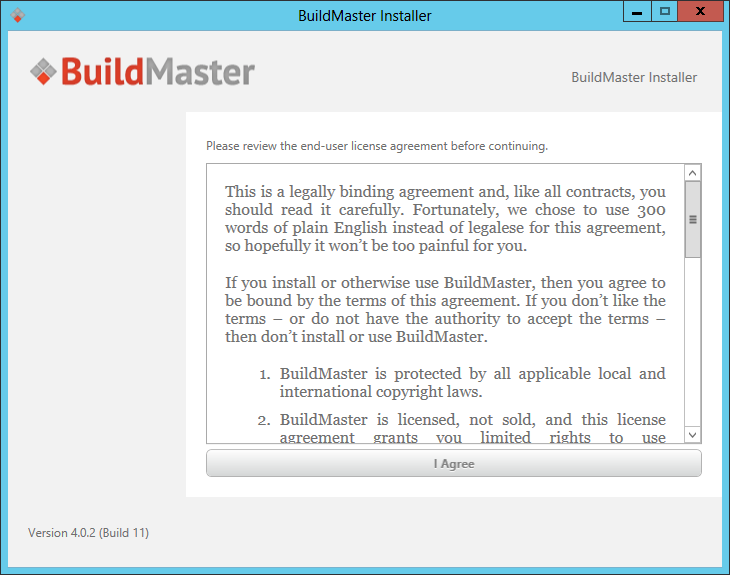 BuildMaster Installer
BuildMaster
BuildMaster Installer
Please review the end-user license agreement before continuing.
This is a legally binding agreement and, like all contracts, you
should read it carefully. Fortunately, we chose to use 300
words of plain English instead of legalese for this agreement,
so hopefully it won’t be too painful for you.
If you install or otherwise use BuildMaster, then you agree to
be bound by the terms of this agreement. If you don’t like the
terms – or do not have the authority to accept the terms –
then don’t install or use BuildMaster.
1. BuildMaster is protected by all applicable local and
international copyright laws.
2. BuildMaster is licensed, not sold, and this license
agreement grants you limited rights to use
I Agree
Version 4.0.2 (Build 11)